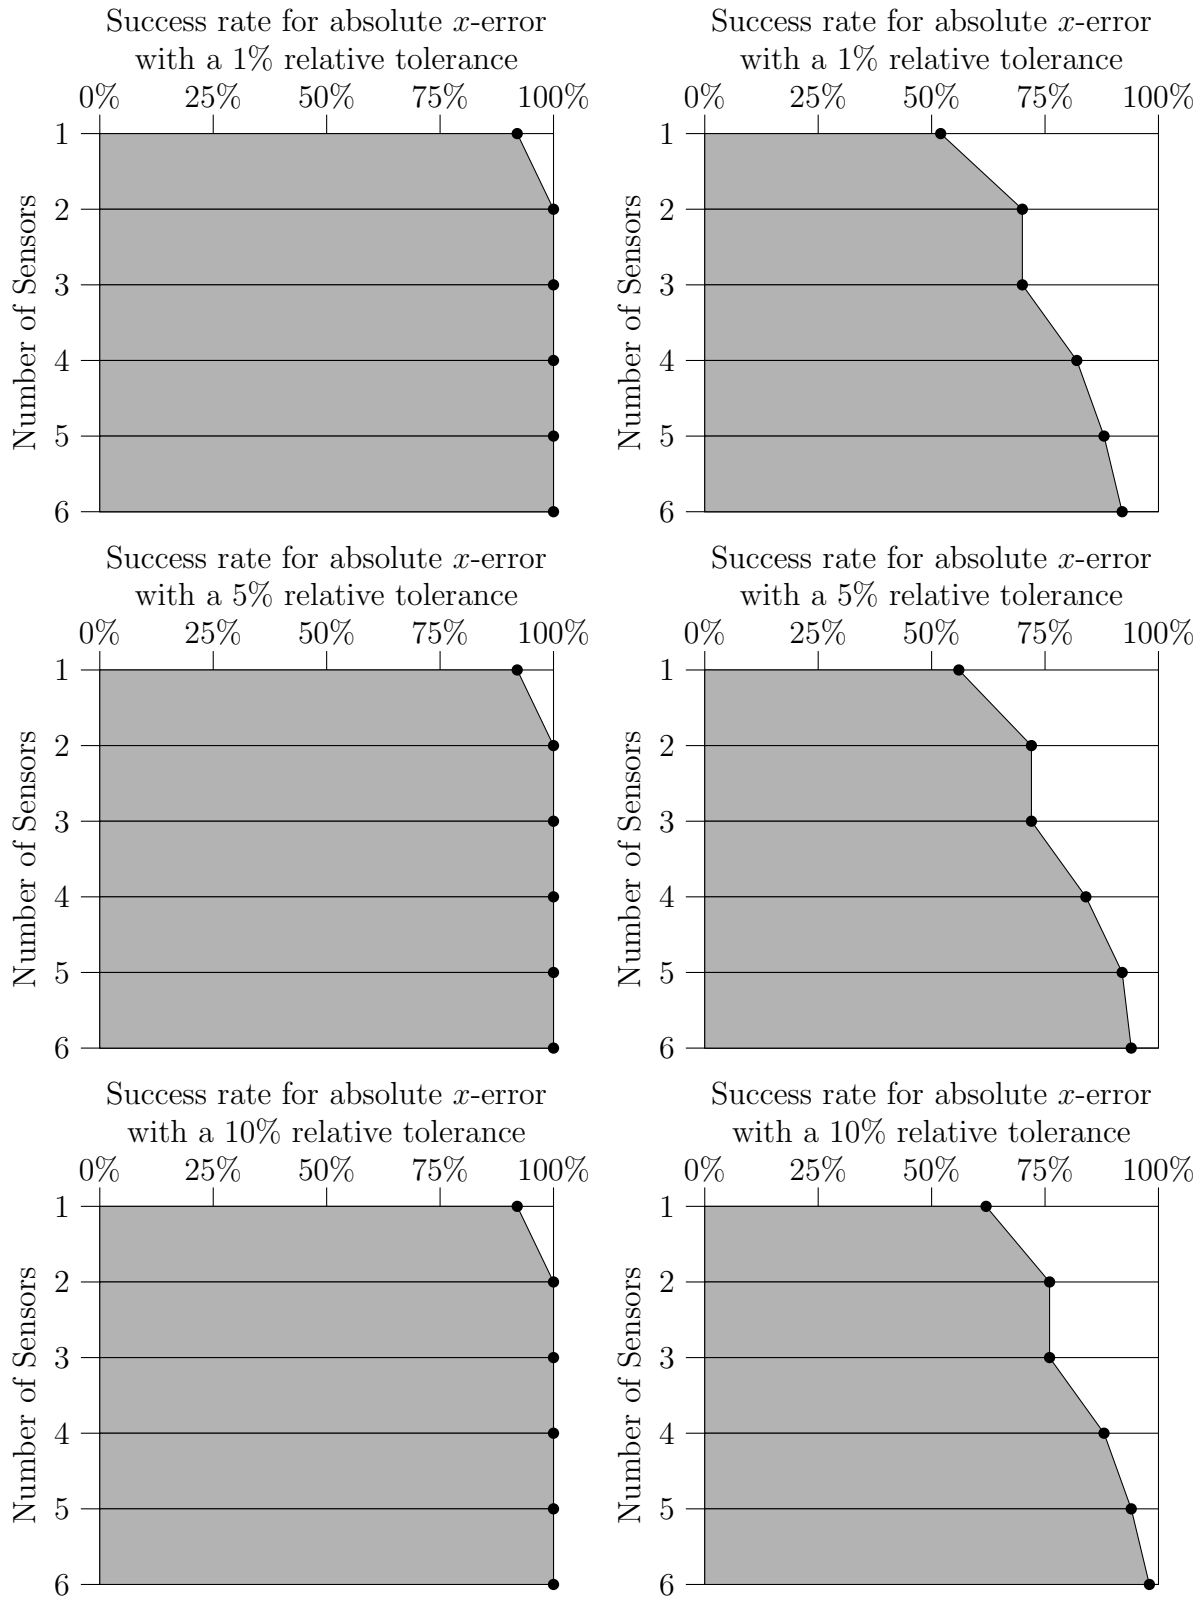 Success rate for absolute x-error
with a 1% relative tolerance
0% 25% 50% 75% 100%
1
2
3
4
5
6
Number of Sensors
Success rate for absolute x-error
with a 1% relative tolerance
0% 25% 50% 75% 100%
1
2
3
4
5
6
Number of Sensors
Success rate for absolute x-error
with a 5% relative tolerance
0% 25% 50% 75% 100%
1
2
3
4
5
6
Number of Sensors
Success rate for absolute x-error
with a 5% relative tolerance
0% 25% 50% 75% 100%
1
2
3
4
5
6
Number of Sensors
Success rate for absolute x-error
with a 10% relative tolerance
0% 25% 50% 75% 100%
1
2
3
4
5
6
Number of Sensors
Success rate for absolute x-error
with a 10% relative tolerance
0% 25% 50% 75% 100%
1
2
3
4
5
6
Number of Sensors